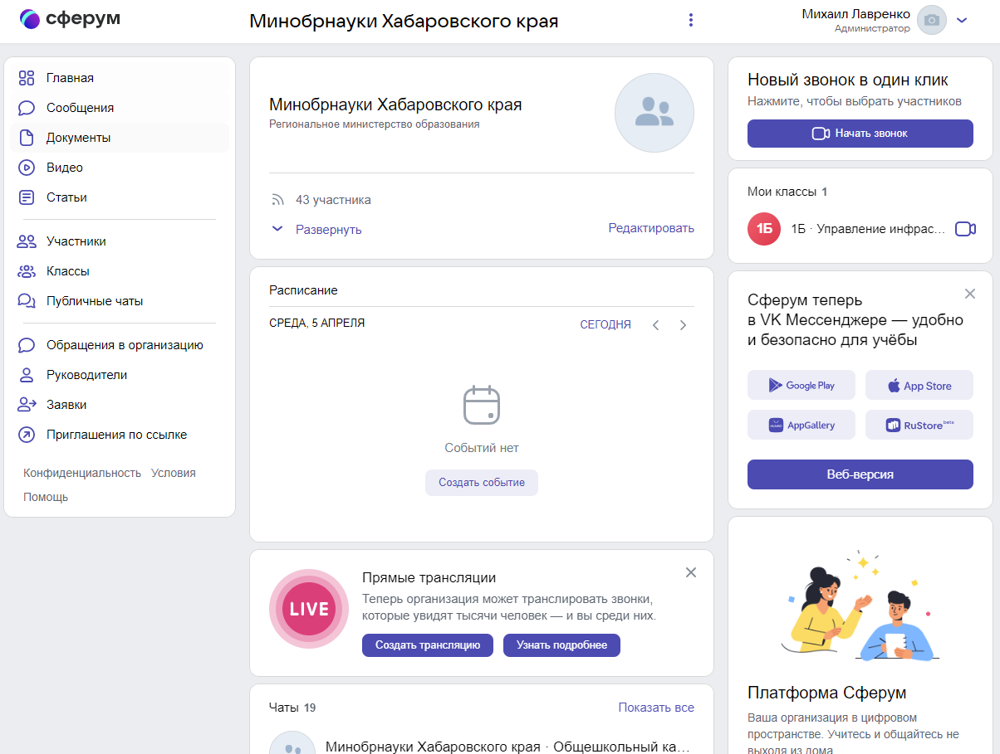 сферум
Минобрнауки Хабаровского края
Михаил Лавренко
Администратор
Главная
Сообщения
Документы
Видео
Статьи
Участники
Классы
Публичные чаты
Обращения в организацию
Руководители
Заявки
Приглашения по ссылке
Конфиденциальность Условия
Помощь
Минобрнауки Хабаровского края
Региональное министерство образования
43 участника
Развернуть
Редактировать
Расписание
СРЕДА, 5 АПРЕЛЯ
СЕГОДНЯ
Событий нет
Создать событие
LIVE
Прямые трансляции
Теперь организация может транслировать звонки,
которые увидят тысячи человек — и вы среди них.
Создать трансляцию
Узнать подробнее
Чаты 19
Показать все
Минобрнауки Хабаровского края · Общешкольный ка...
Новый звонок в один клик
Нажмите, чтобы выбрать участников
Начать звонок
Мои классы 1
1Б
1Б · Управление инфрас...
Сферум теперь
в VK Мессенджере — удобно
и безопасно для учёбы
Google Play
App Store
AppGallery
RuStore beta
Веб-версия
Платформа Сферум
Ваша организация в цифровом
пространстве. Учитесь и общайтесь не
выходя из дома